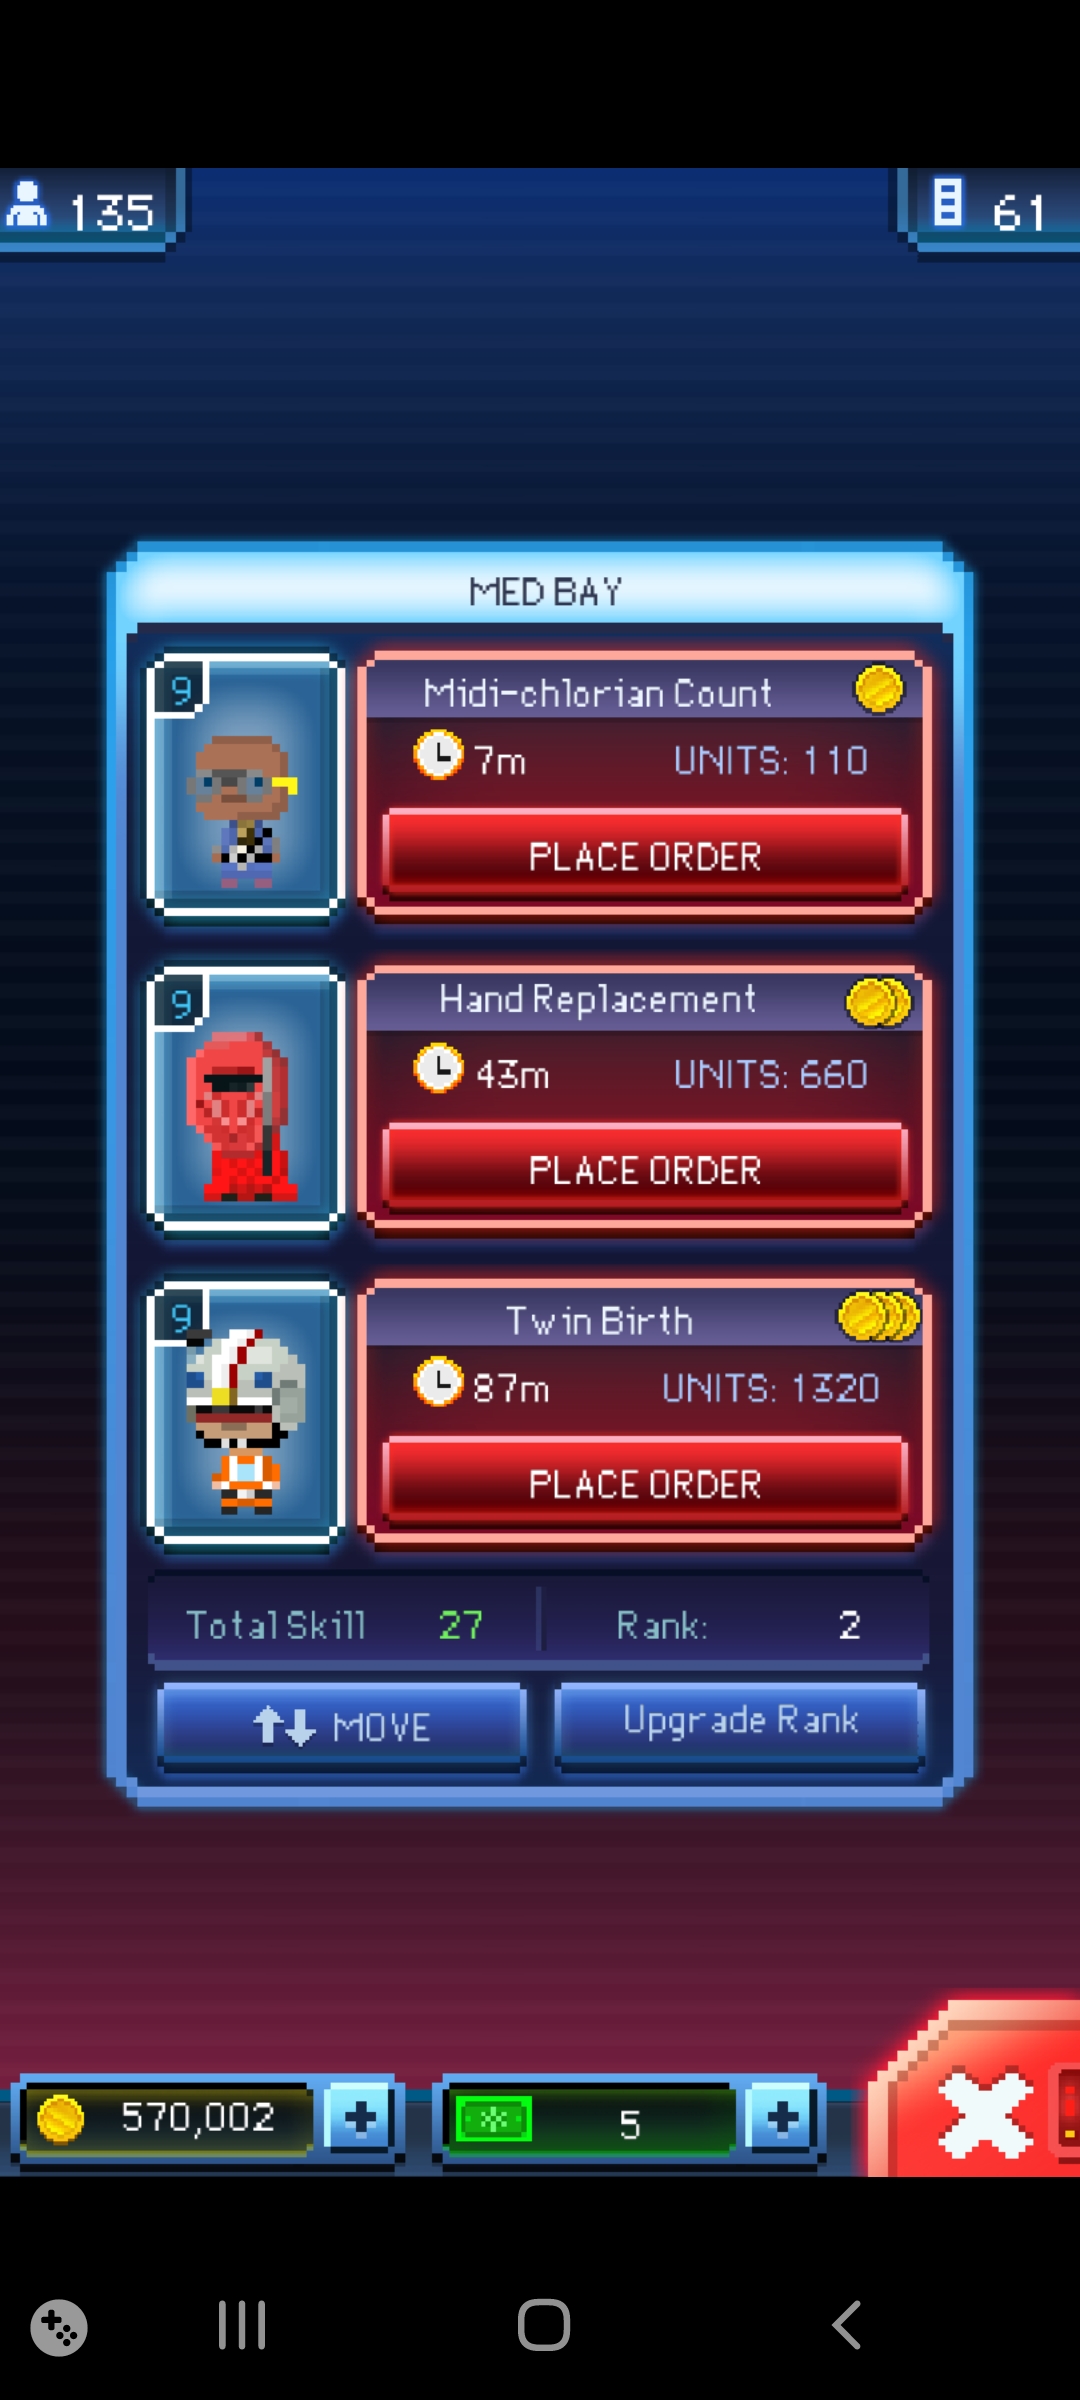 135
61
MED BAY
9
Midi-chlorian Count
7m UNITS: 110
PLACE ORDER
9
Hand Replacement
43m UNITS: 660
PLACE ORDER
9
Twin Birth
87m UNITS: 1320
PLACE ORDER
Total Skill 27 Rank: 2
MOVE Upgrade Rank
570,002 5